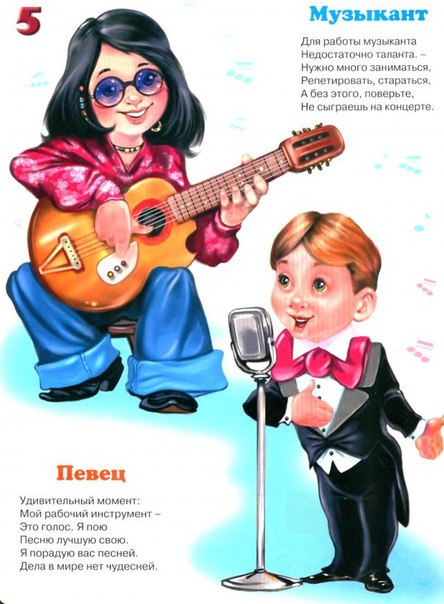 5
Музыкант
Для работы музыканта
Недостаточно таланта. –
Нужно много заниматься,
Репетировать, стараться,
А без этого, поверьте,
Не сыграешь на концерте.
Певец
Удивительный момент:
Мой рабочий инструмент –
Это голос. Я пою
Песню лучшую свою.
Я порадую вас песней.
Дела в мире нет чудесней.